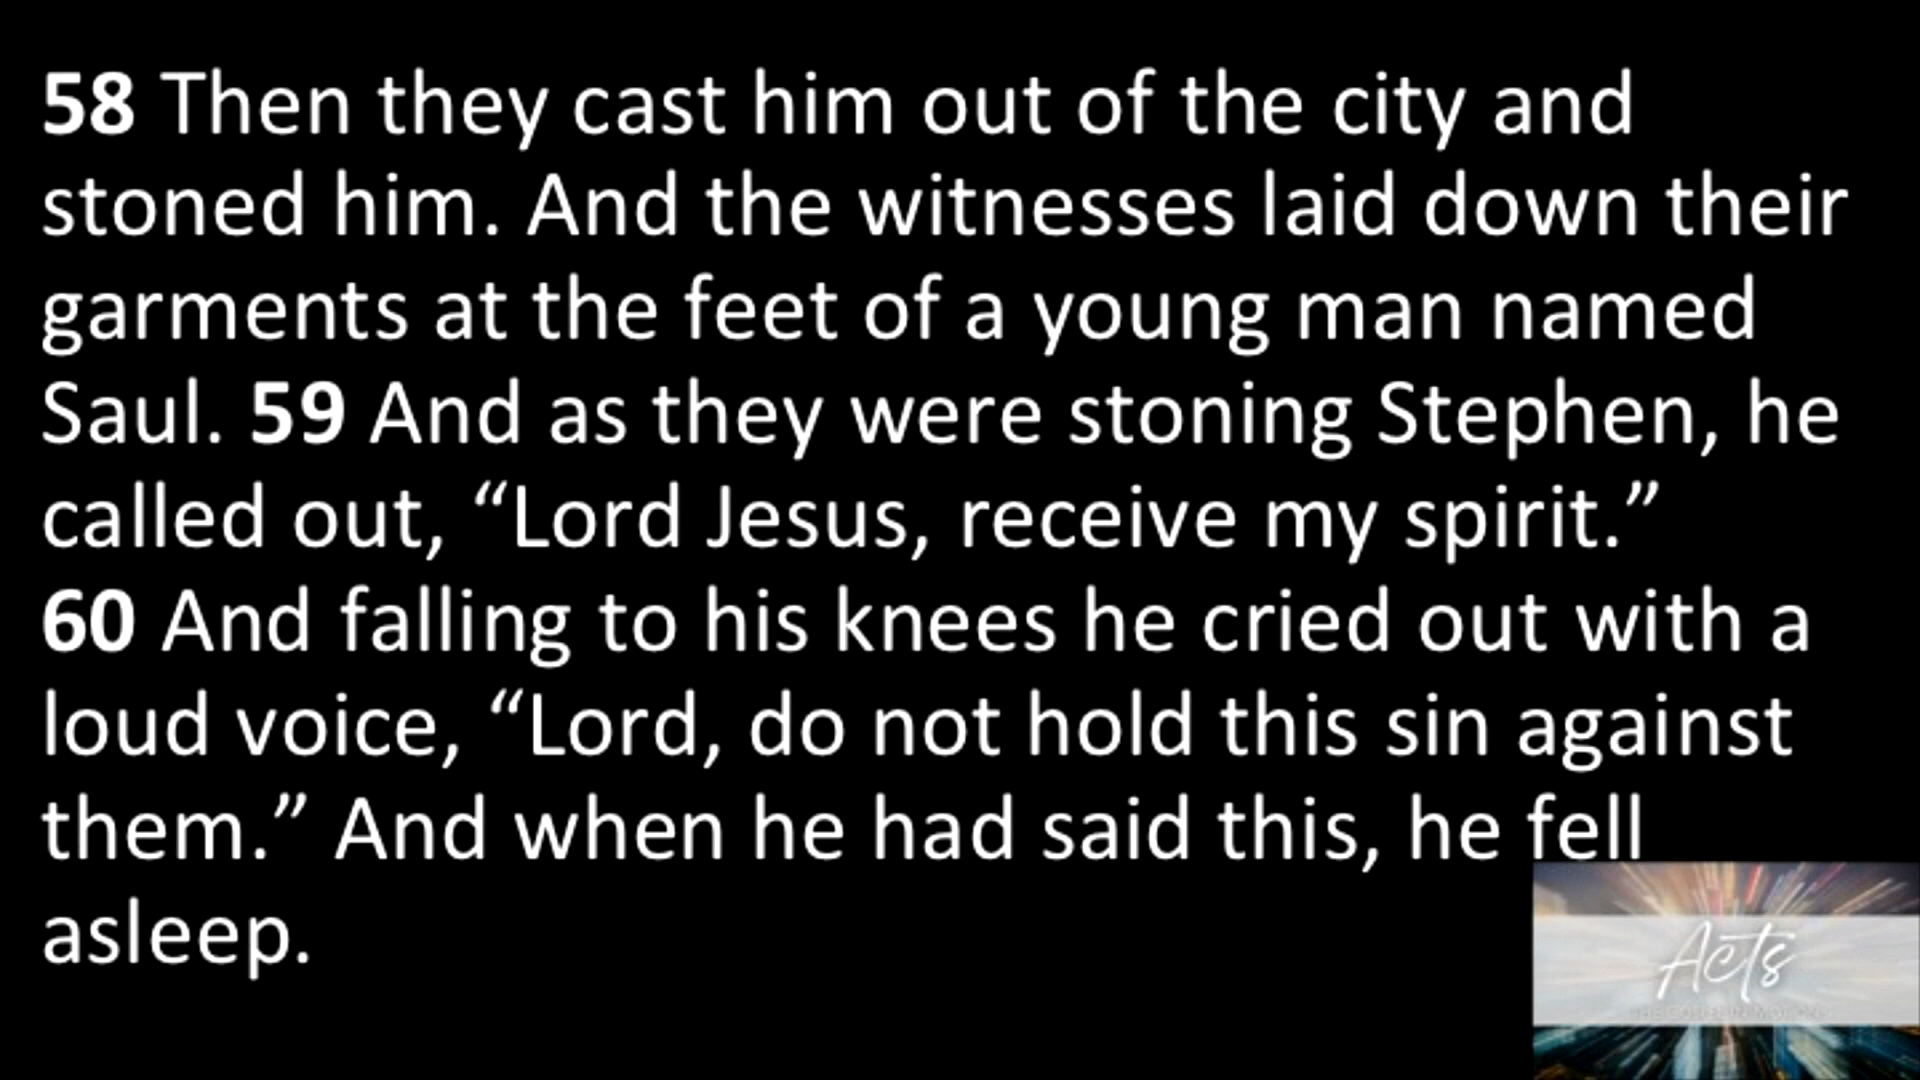 58 Then they cast him out of the city and
stoned him. And the witnesses laid down their
garments at the feet of a young man named
Saul. 59 And as they were stoning Stephen, he
called out, “Lord Jesus, receive my spirit.”
60 And falling to his knees he cried out with a
loud voice, “Lord, do not hold this sin against
them.” And when he had said this, he fell
asleep.
Acts